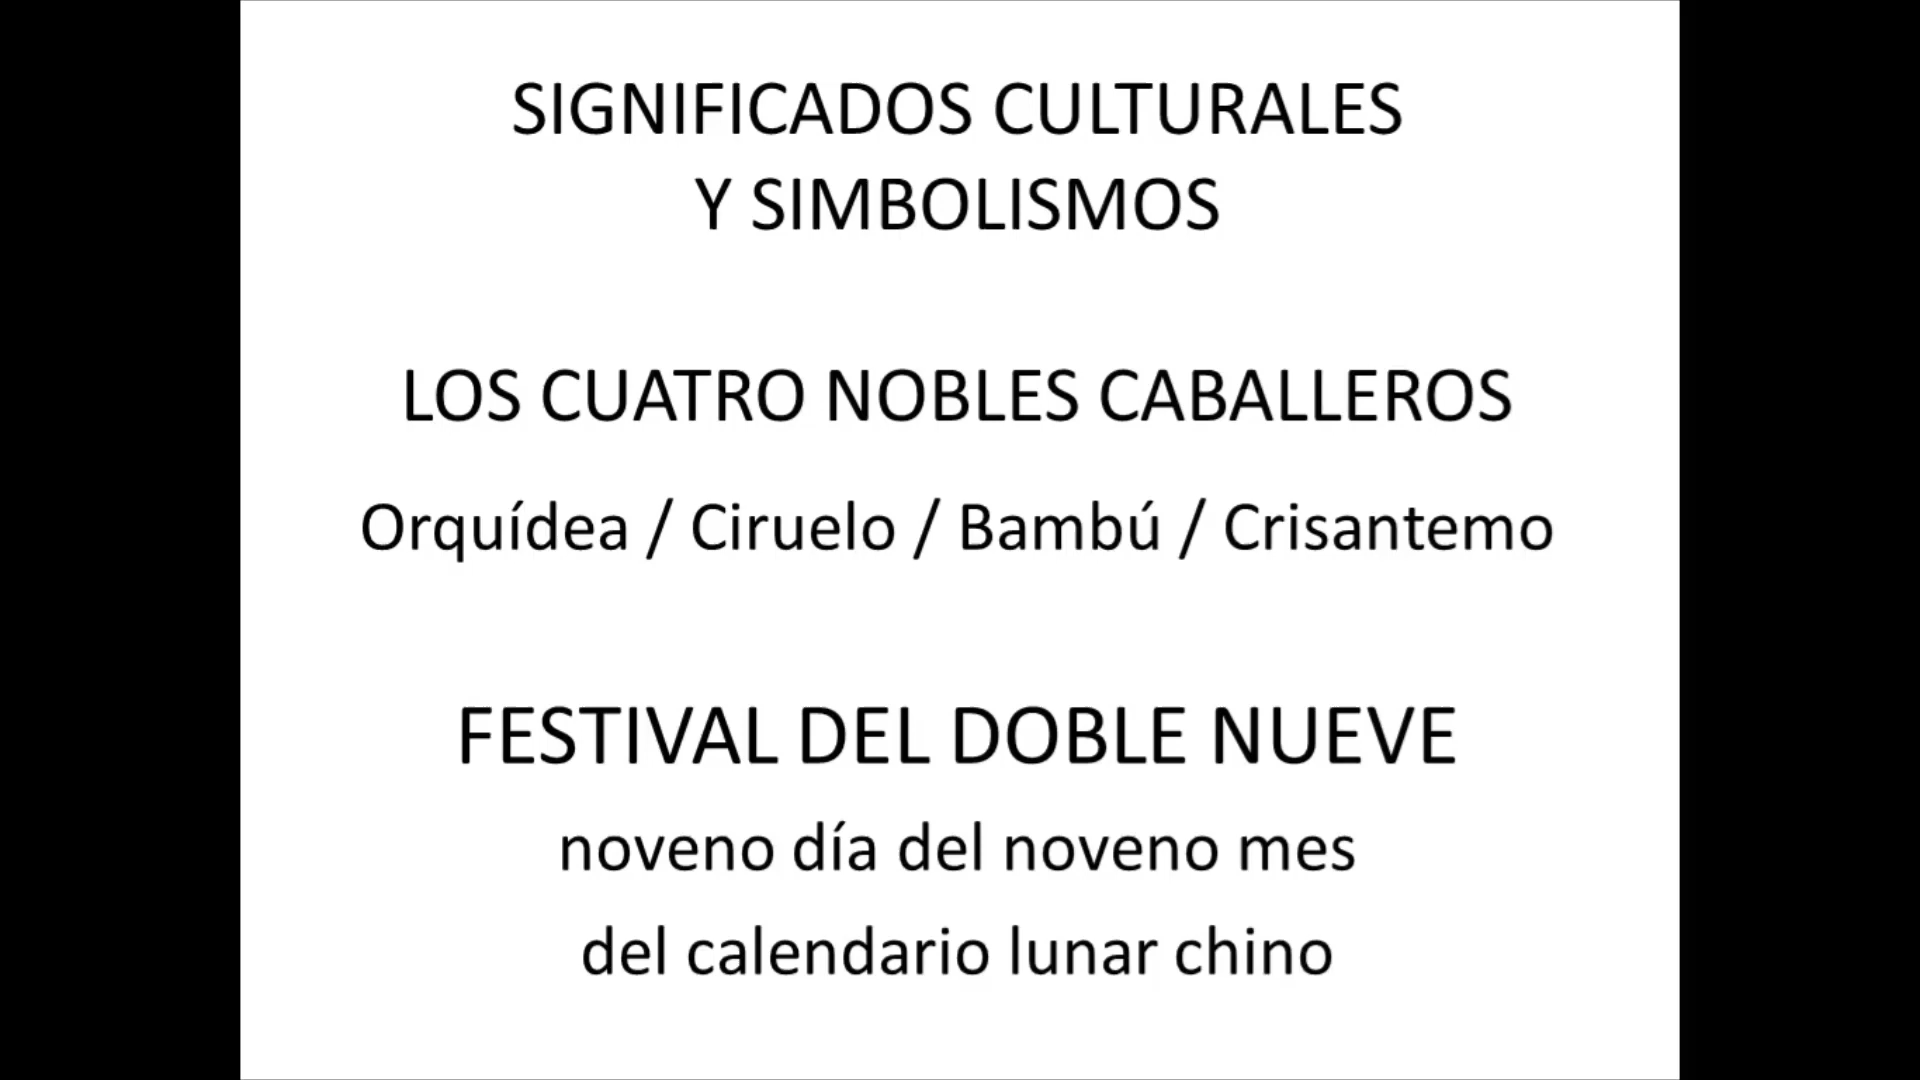 SIGNIFICADOS CULTURALES
Y SIMBOLISMOS
LOS CUATRO NOBLES CABALLEROS
Orquídea / Ciruelo / Bambú / Crisantemo
FESTIVAL DEL DOBLE NUEVE
noveno día del noveno mes
del calendario lunar chino